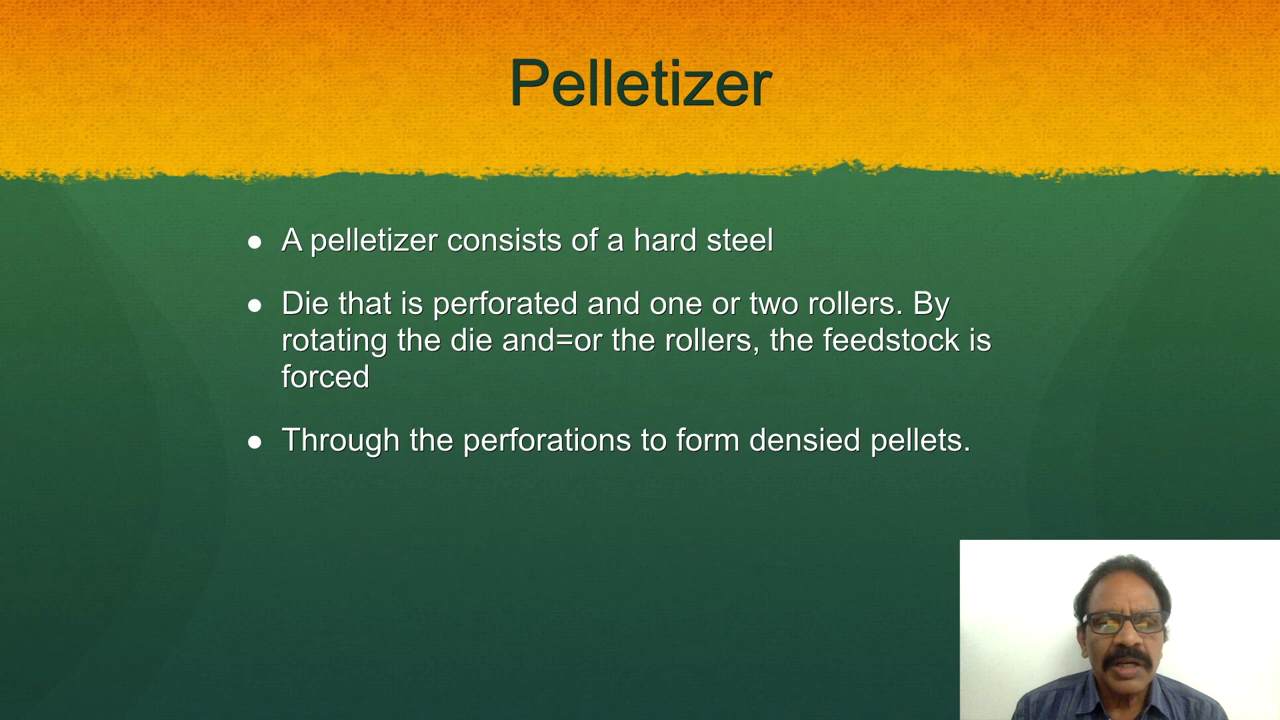 Pelletizer
● A pelletizer consists of a hard steel
● Die that is perforated and one or two rollers. By
rotating the die and=or the rollers, the feedstock is
forced
● Through the perforations to form densied pellets.